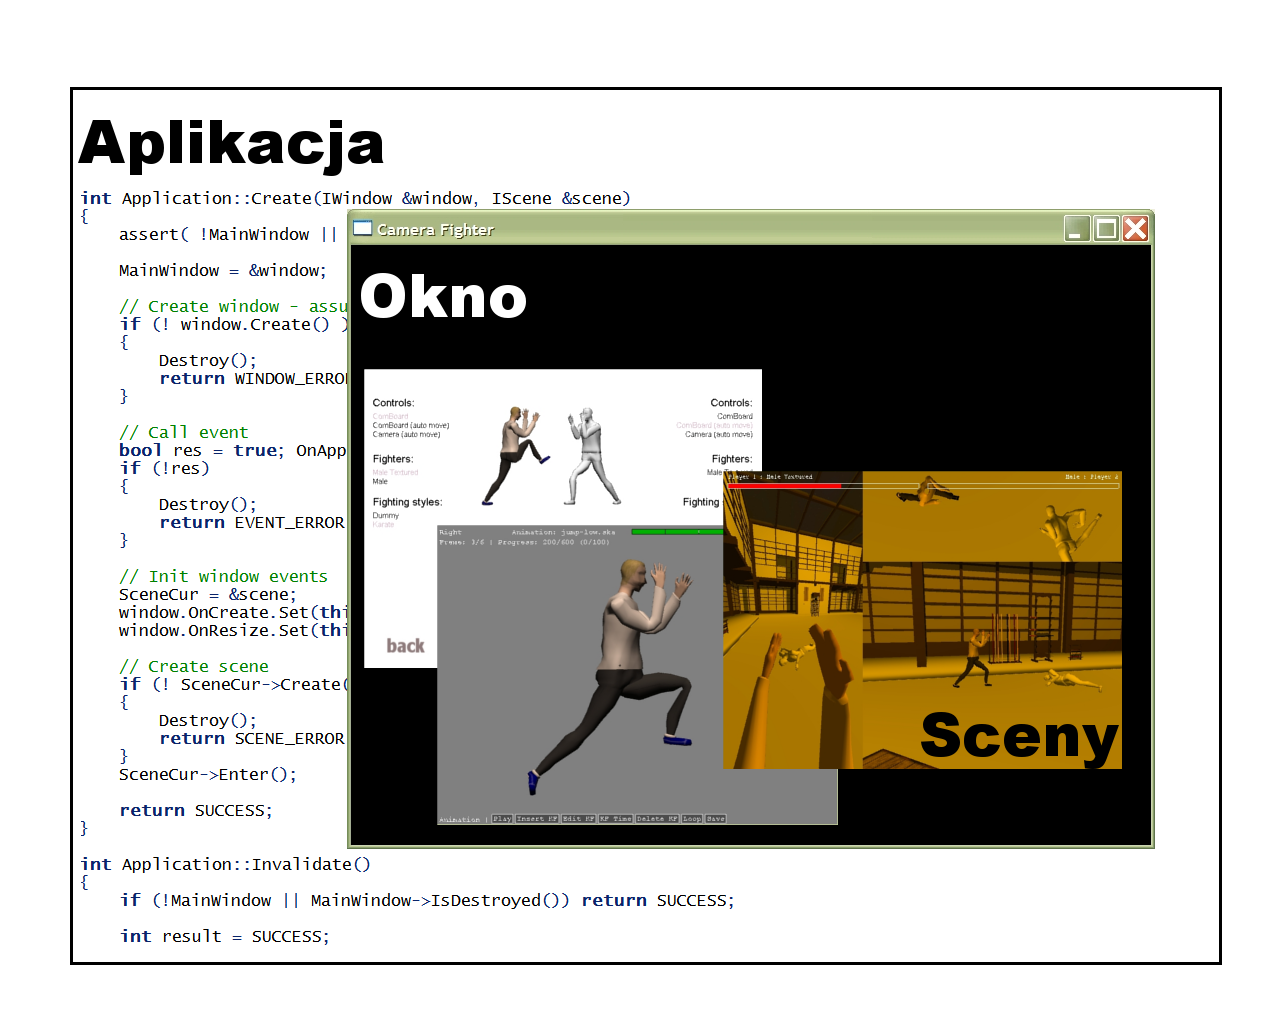 Aplikacja
int Application::Create(IWindow &window, IScene &scene)
{
assert( !MainWindow ||
MainWindow = &window;
// Create window - assu
if (! window.Create() )
{
Destroy();
return WINDOW_ERRO
}
// Call event
bool res = true; OnApp
if (!res)
{
Destroy();
return EVENT_ERROR
}
// Init window events
SceneCur = &scene;
window.OnCreate.Set(thi
window.OnResize.Set(thi
// Create scene
if (! SceneCur->Create(
{
Destroy();
return SCENE_ERROR
}
SceneCur->Enter();
return SUCCESS;
}
int Application::Invalidate()
{
if (!MainWindow || MainWindow->IsDestroyed()) return SUCCESS;
int result = SUCCESS;
Camera Fighter
Okno
Controls:
ComBoard
ComBoard (auto move)
Camera (auto move)
Fighters:
Male Textured
Male
Fighting styles:
Dummy
Karate
back
Controls:
ComBoard
ComBoard (auto move)
Camera (auto move)
Fighters:
Male Textured
Fighting
Right Animation: jump-low.ska
Frame: 3/6 | Progress: 200/600 (0/100)
Animation | Play Insert KF Edit KF KF Time Delete KF Loop Save
Player 1 : Male Textured
Male : Player 2
Sceny